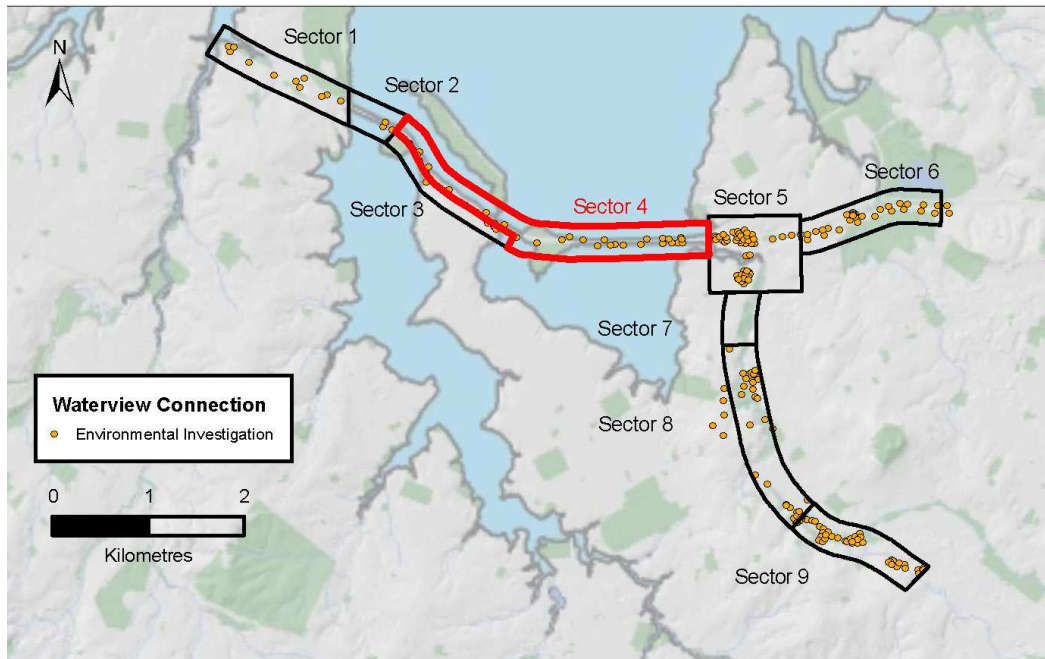 N
Sector 1
Sector 2
Sector 3
Sector 4
Sector 5
Sector 6
Sector 7
Sector 8
Sector 9
Waterview Connection
Environmental Investigation
0 1 2
Kilometres